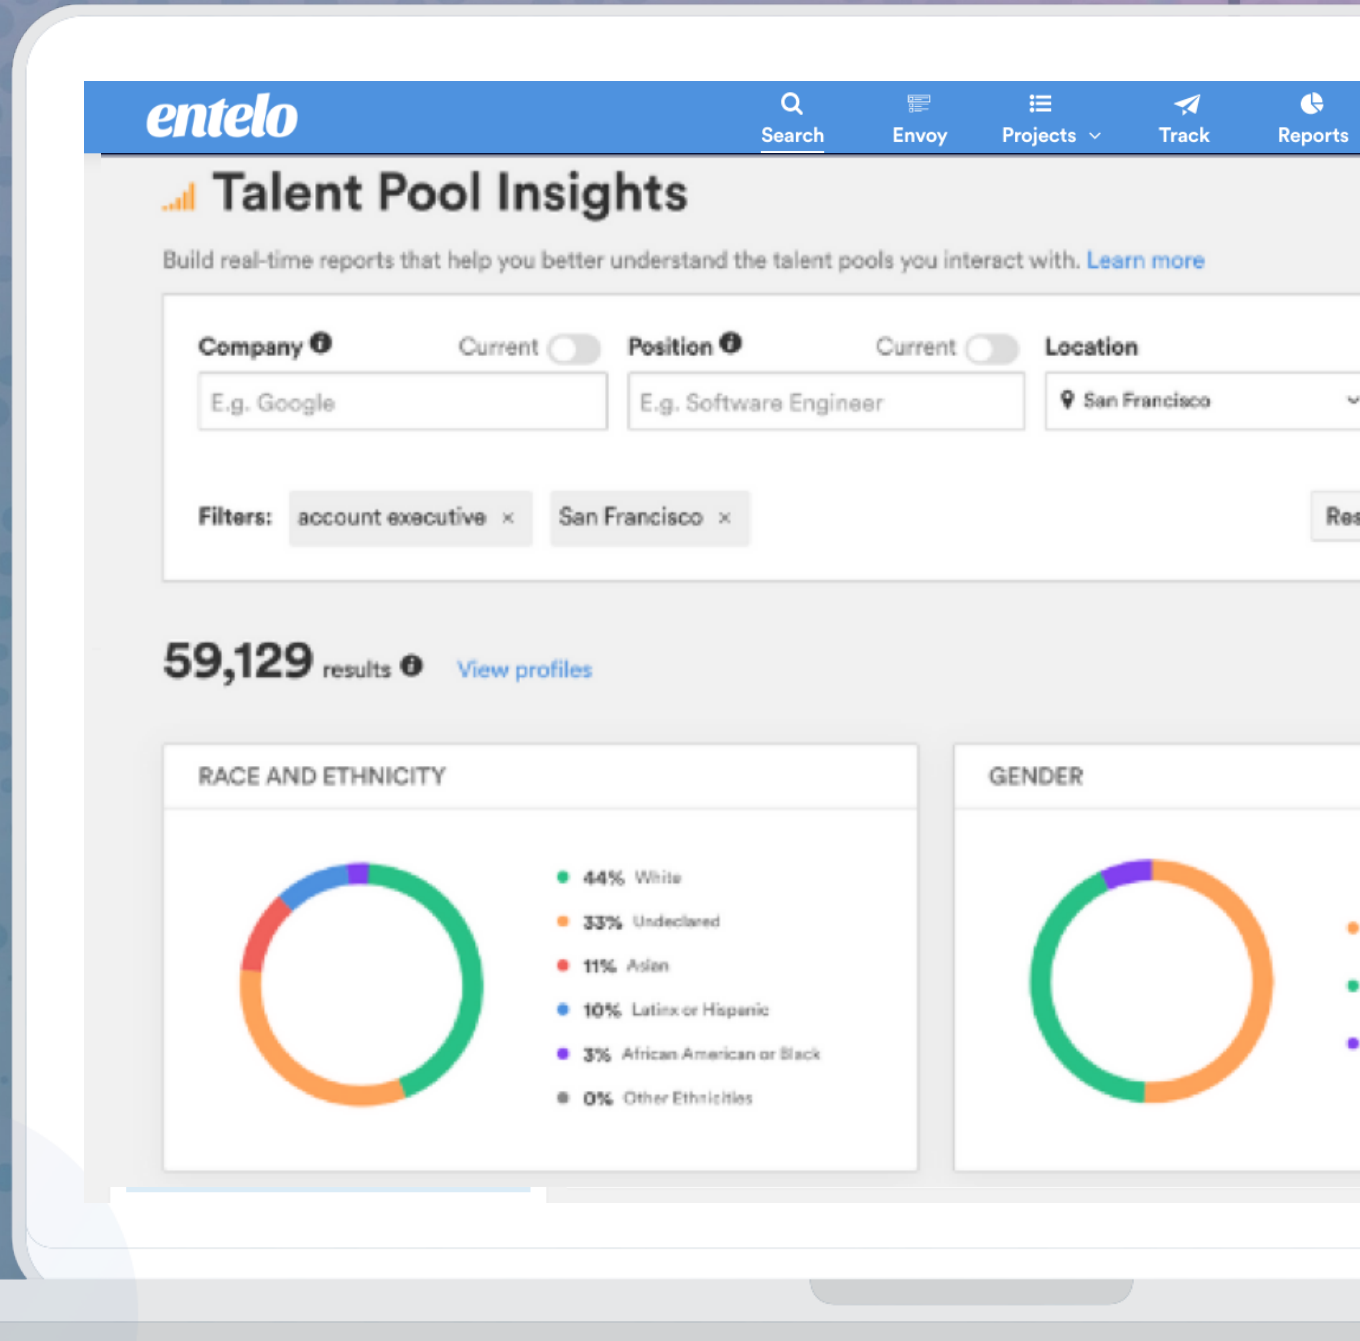 entelo
Search Envoy Projects Track Reports
Talent Pool Insights
Build real-time reports that help you better understand the talent pools you interact with. Learn more
Company Current Position Current Location
E.g. Google E.g. Software Engineer San Francisco
Filters: account executive × San Francisco × Res
59,129 results View profiles
RACE AND ETHNICITY
44% White
33% Undeclared
11% Asian
10% Latinx or Hispanic
3% African American or Black
0% Other Ethnicities
GENDER